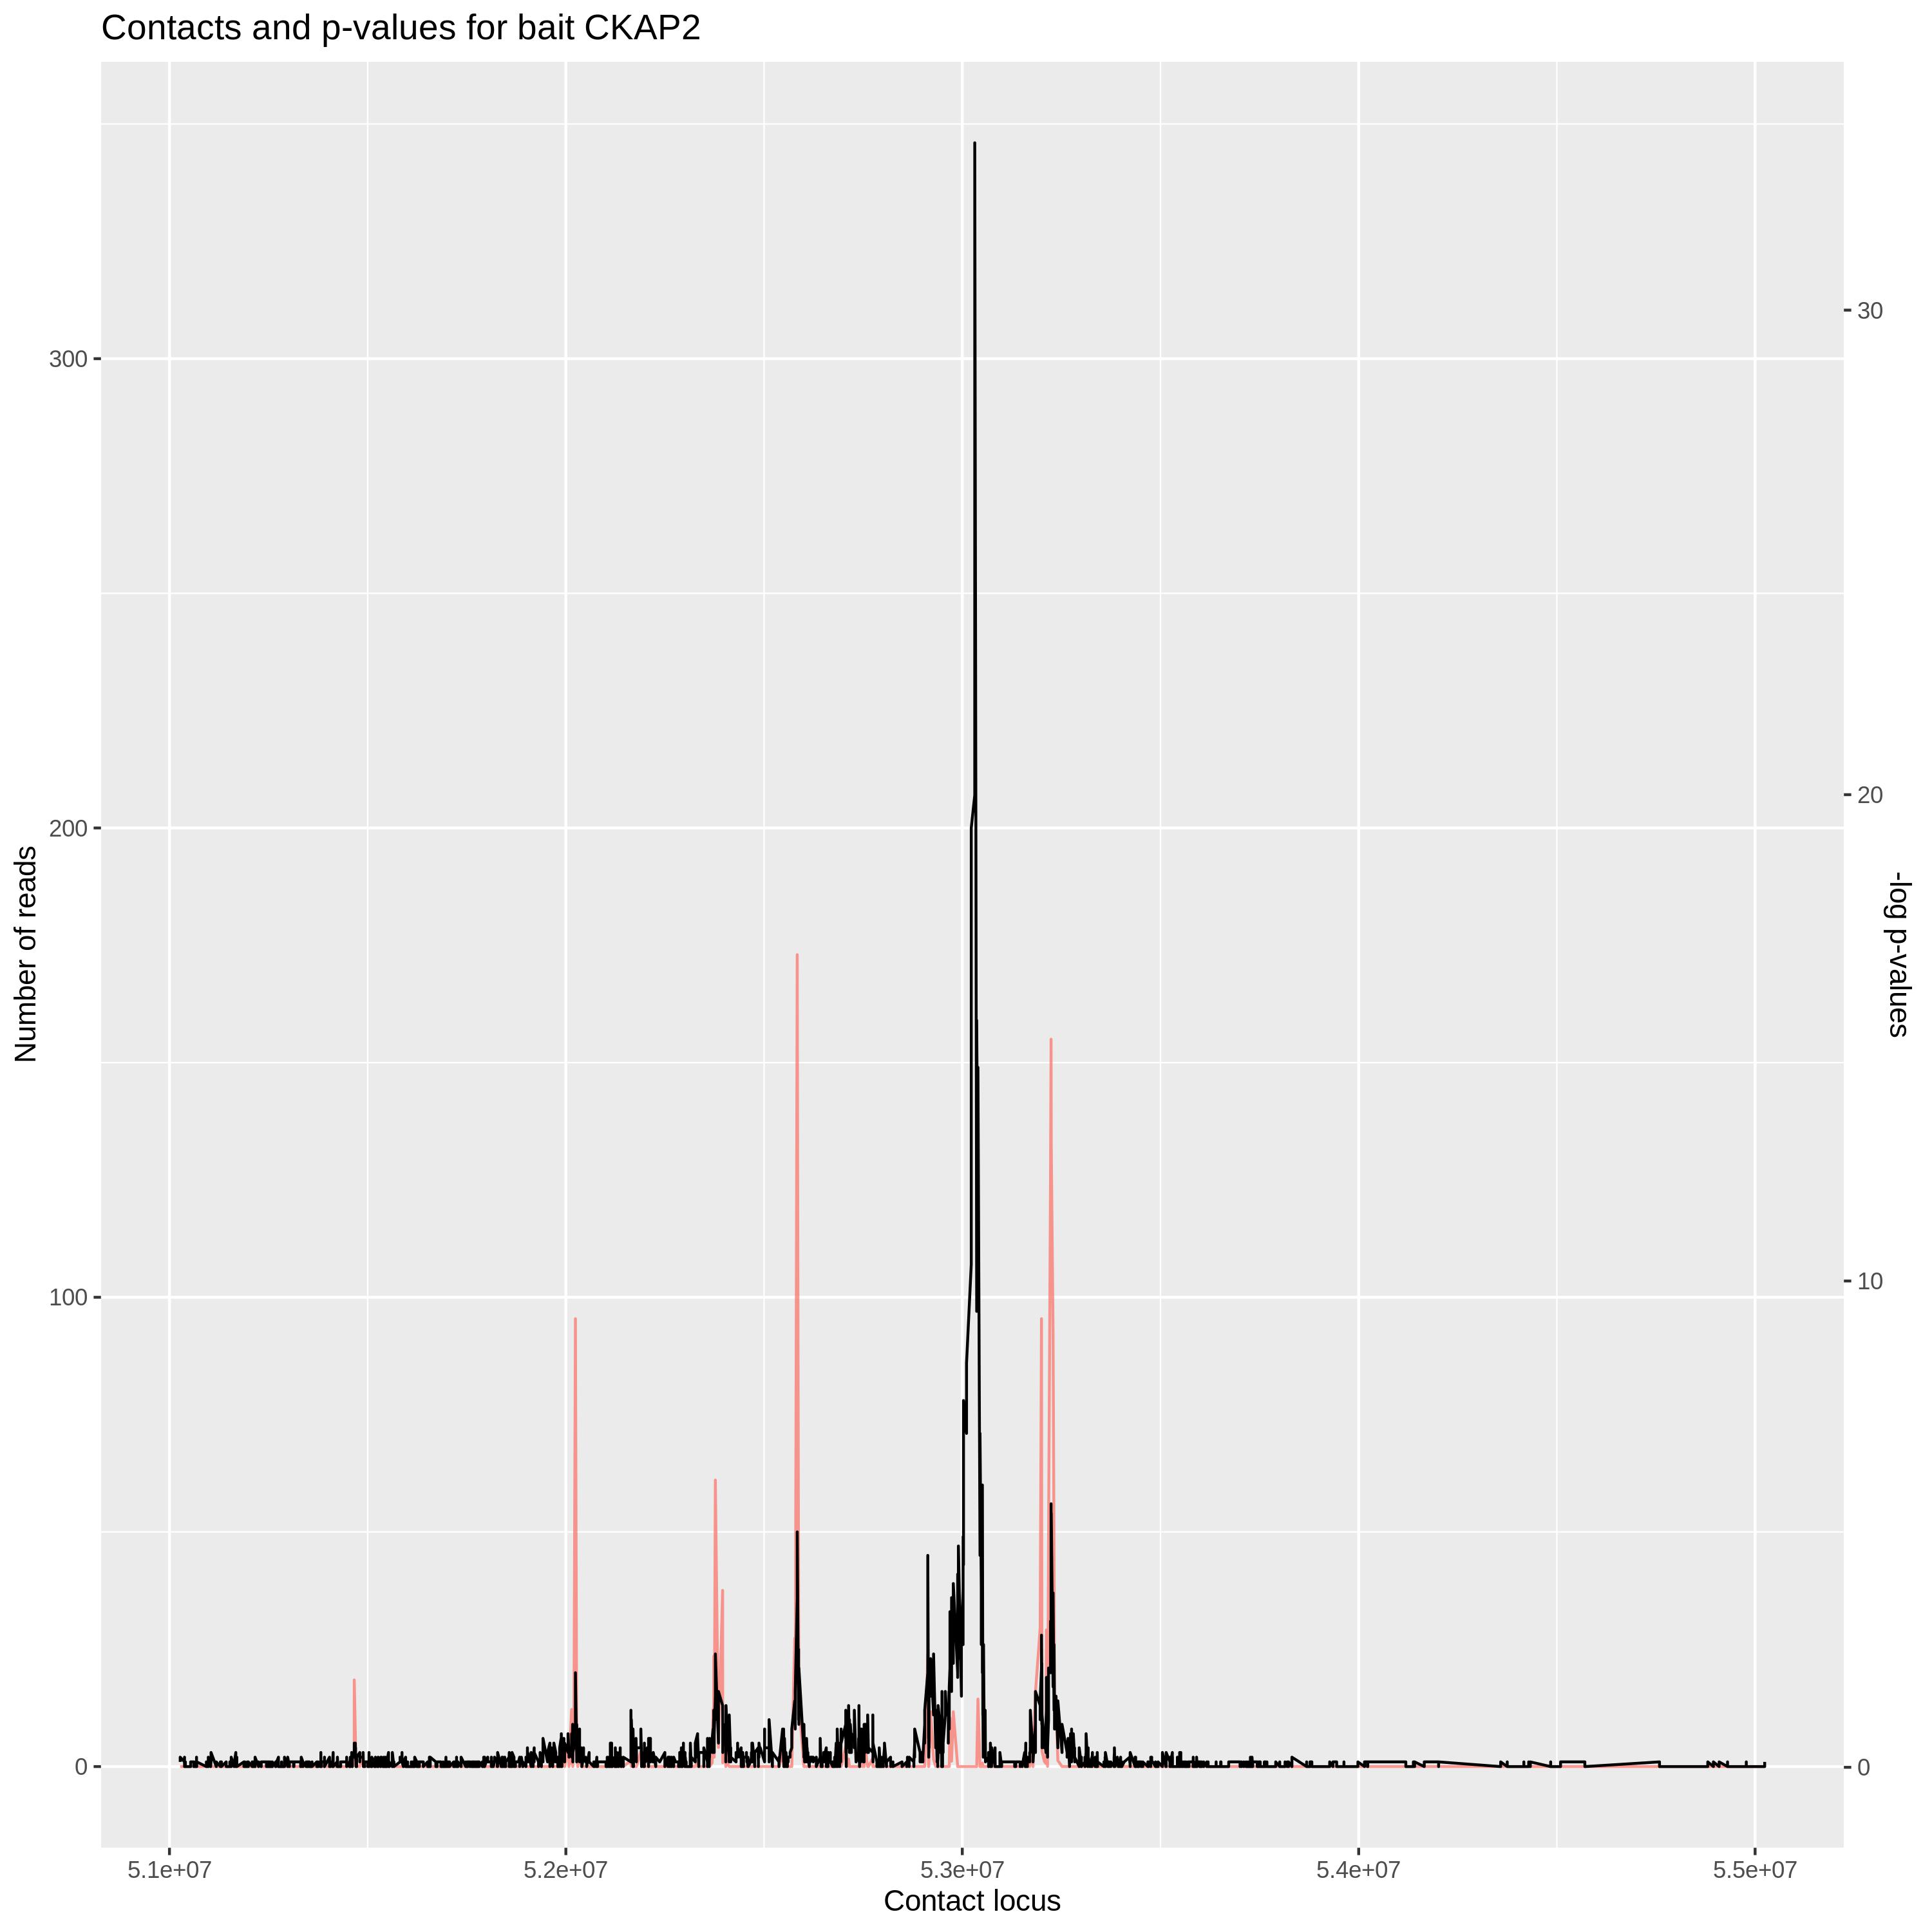 Contacts and p-values for bait CKAP2
300
200
100
0
Number of reads
30
20
10
0
-log p-values
5.1e+07
5.2e+07
5.3e+07
5.4e+07
5.5e+07
Contact locus